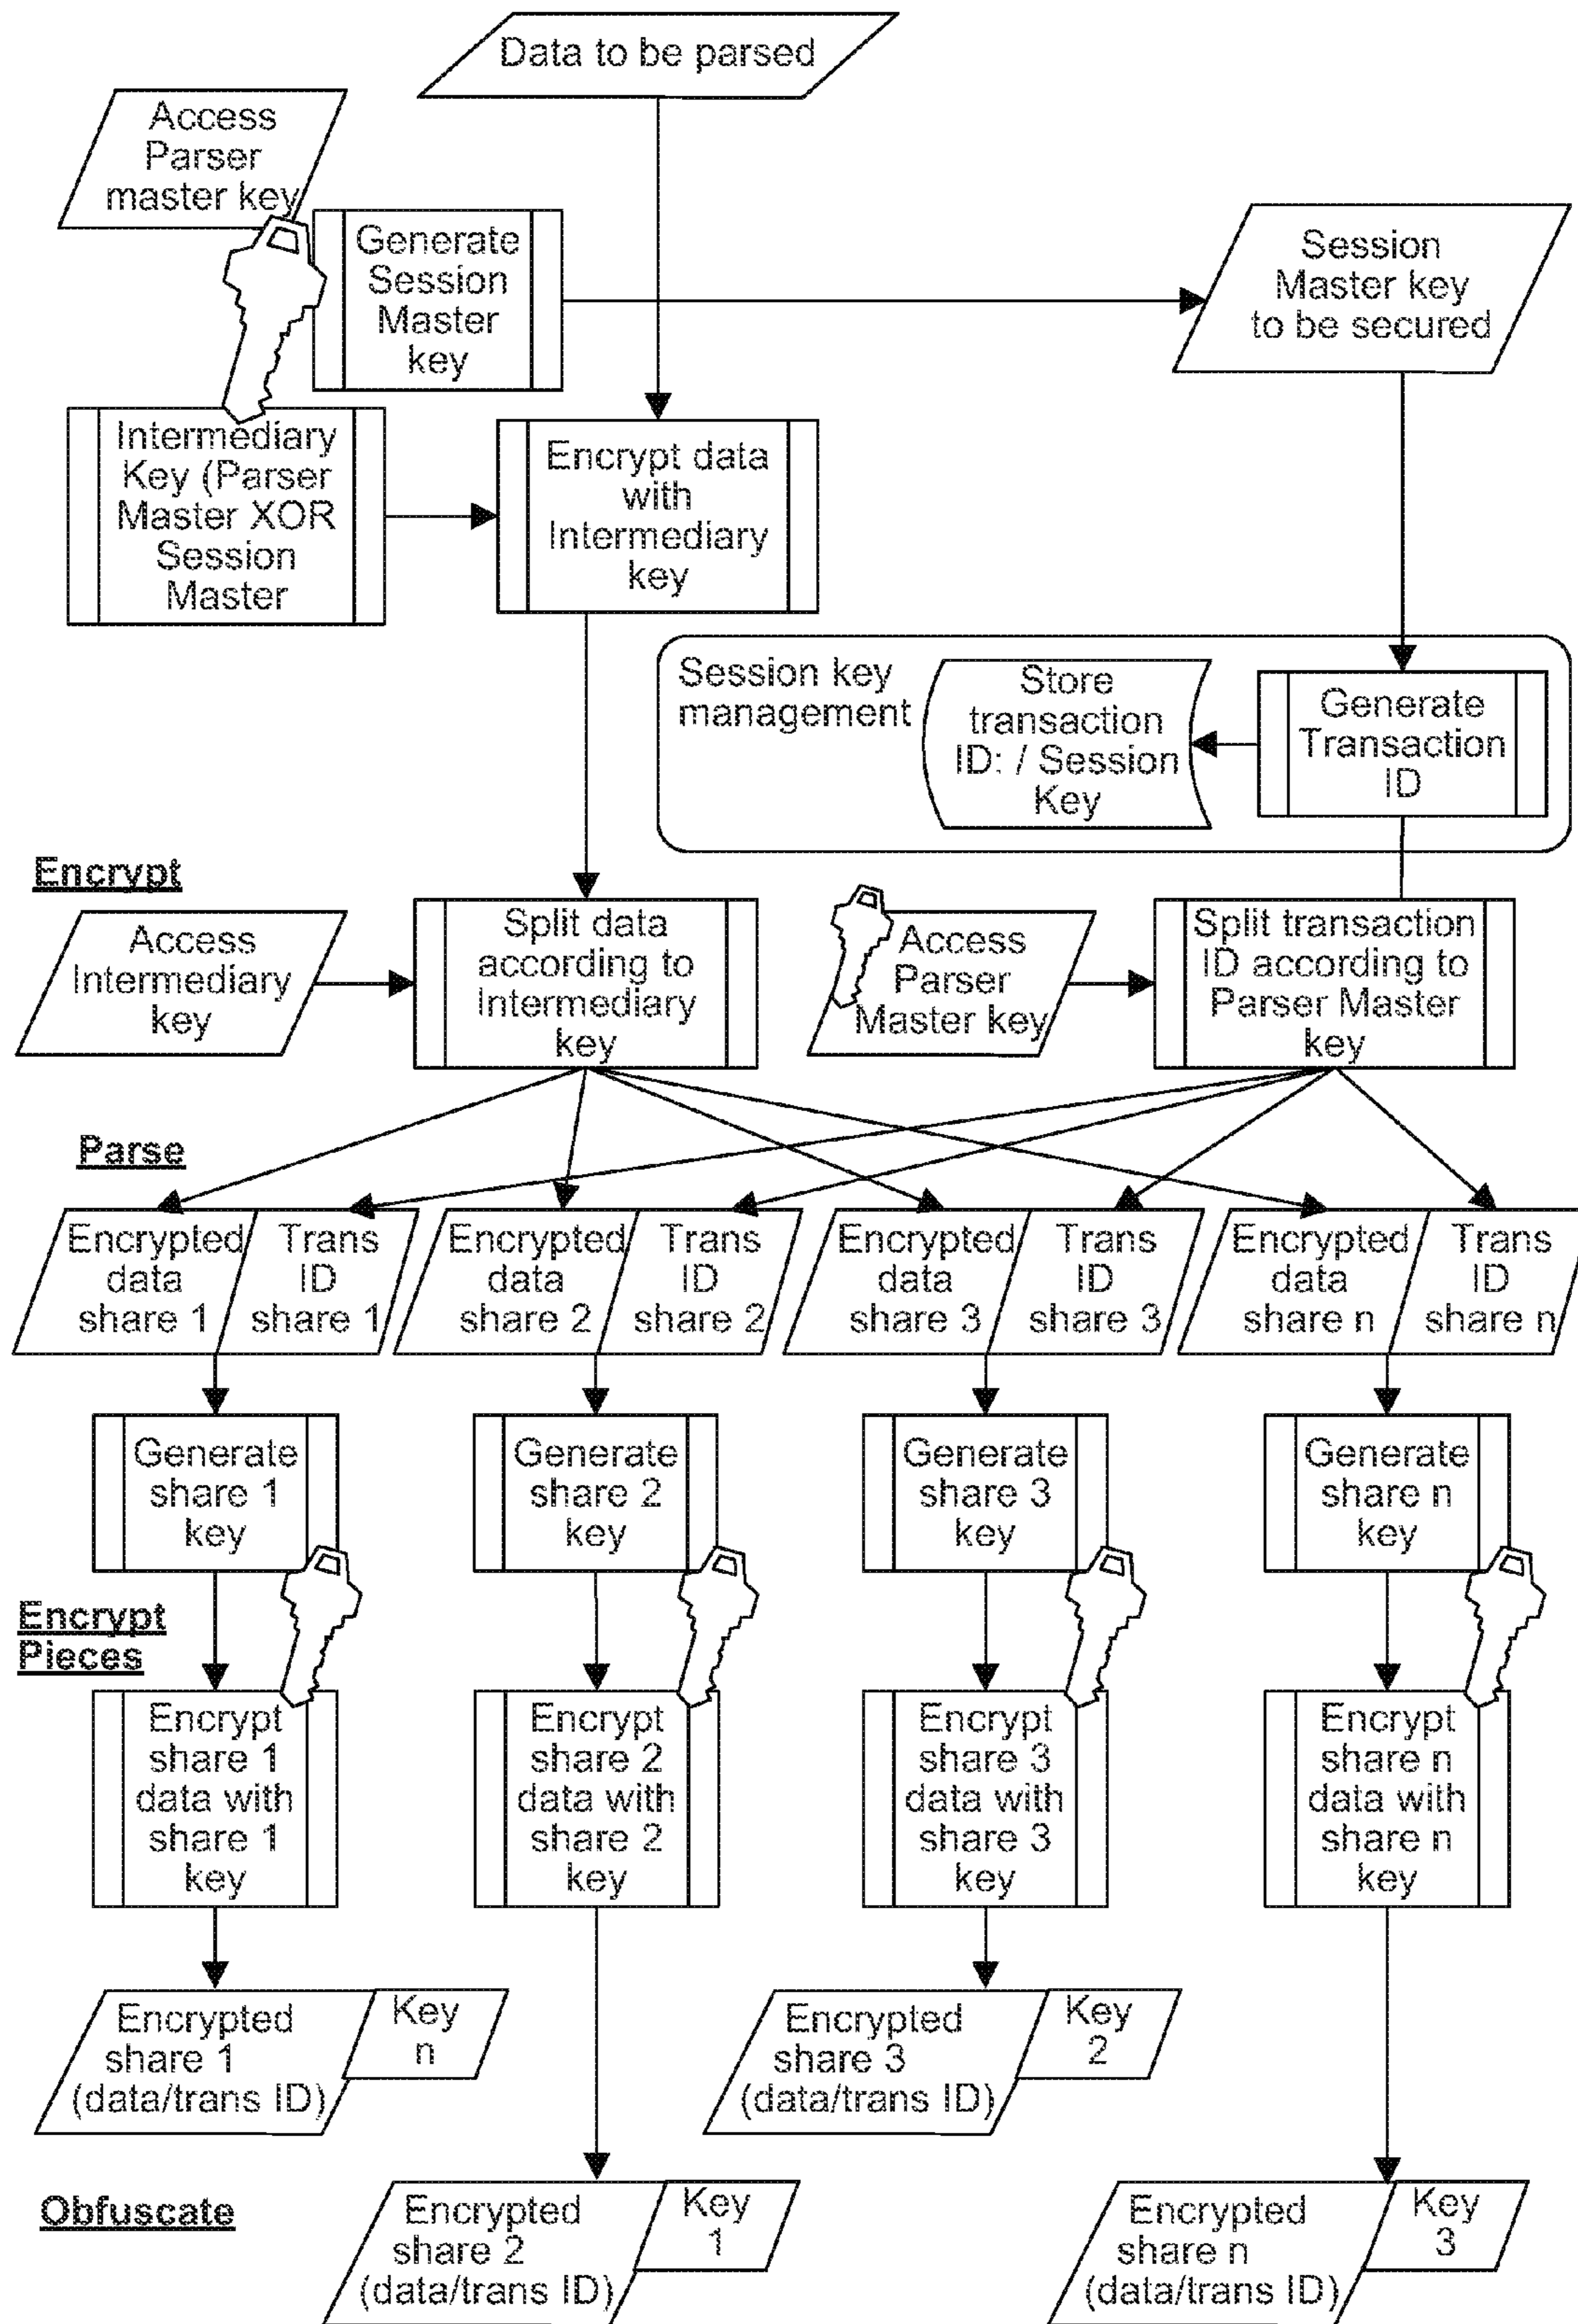 Data to be parsed
Access
Parser
master key
Generate
Session
Master
key
Session
Master key
to be secured
Intermediary
Key (Parser
Master XOR
Session
Master
Encrypt data
with
Intermediary
key
Session key
management
Store
transaction
ID: / Session
Key
Generate
Transaction
ID
Encrypt
Access
Intermediary
key
Split data
according to
Intermediary
key
Access
Parser
Master key
Split transaction
ID according to
Parser Master
key
Parse
Encrypted
data
share 1
Trans
ID
share 1
Encrypted
data
share 2
Trans
ID
share 2
Encrypted
data
share 3
Trans
ID
share 3
Encrypted
data
share n
Trans
ID
share n
Generate
share 1
key
Generate
share 2
key
Generate
share 3
key
Generate
share n
key
Encrypt
Pieces
Encrypt
share 1
data with
share 1
key
Encrypt
share 2
data with
share 2
key
Encrypt
share 3
data with
share 3
key
Encrypt
share n
data with
share n
key
Encrypted
share 1
(data/trans ID)
Key
n
Encrypted
share 3
(data/trans ID)
Key
2
Obfuscate
Encrypted
share 2
(data/trans ID)
Key
1
Encrypted
share n
(data/trans ID)
Key
3